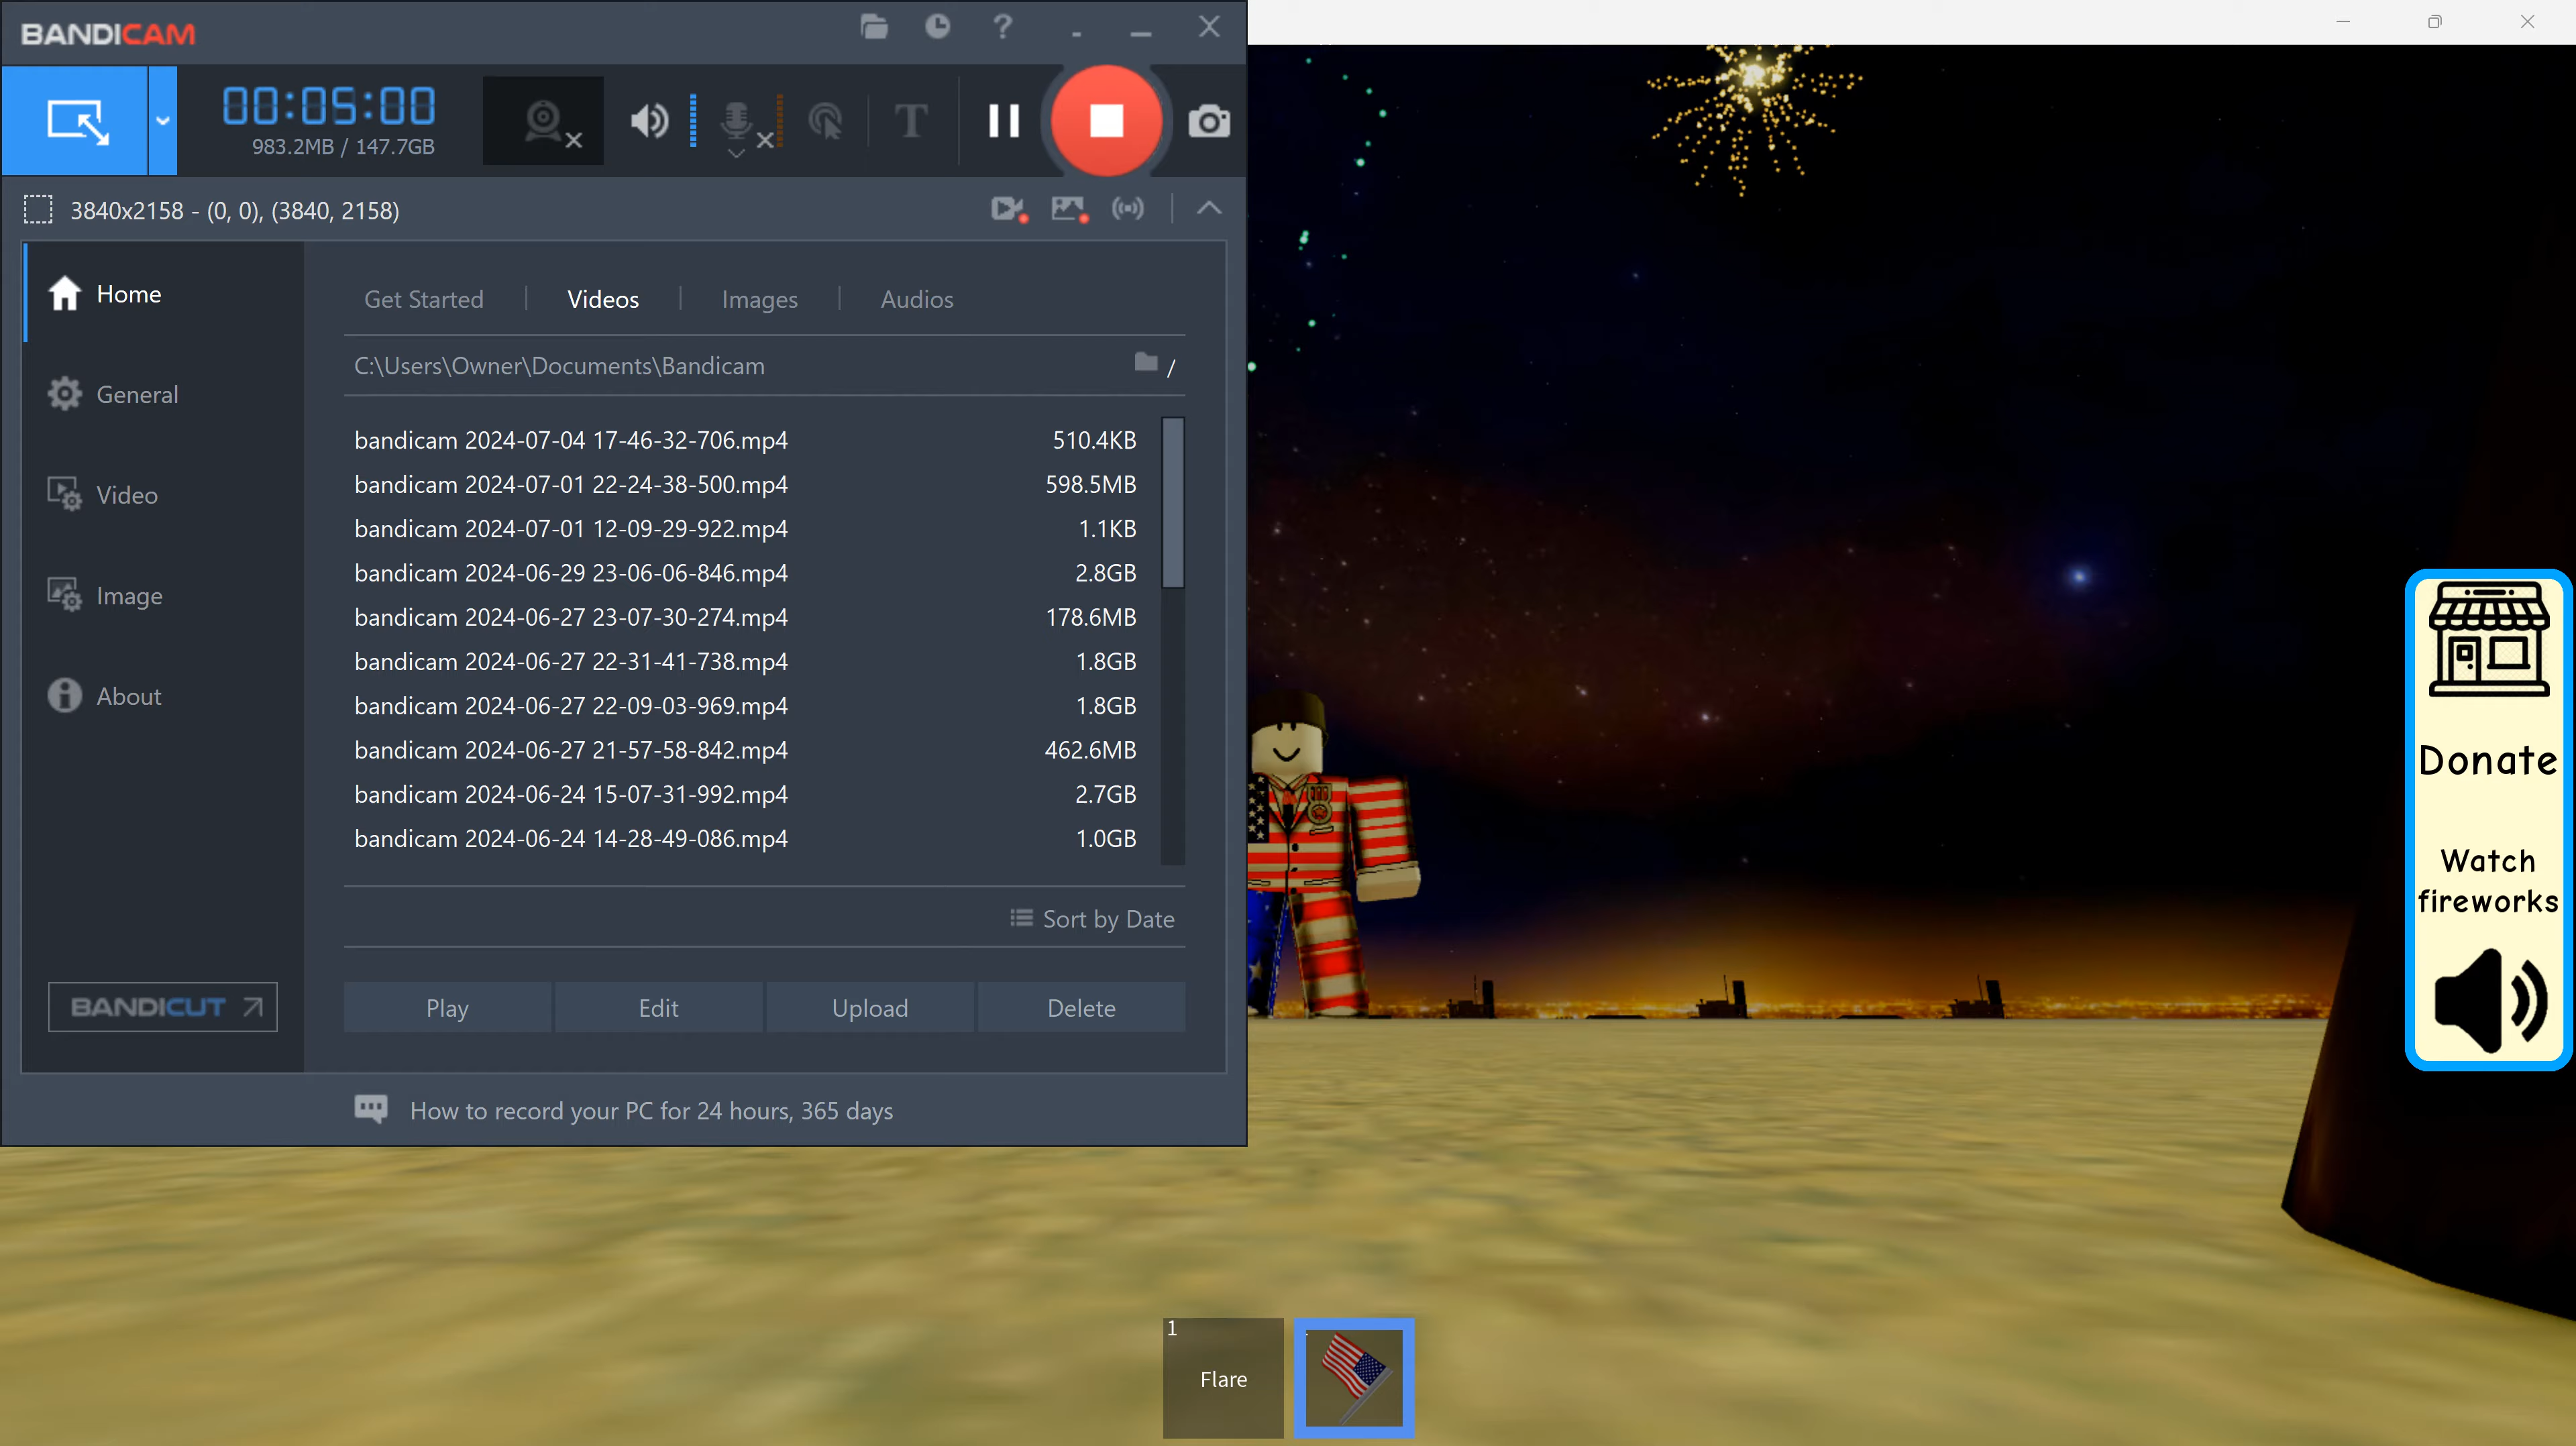 BANDICAM
00:05:00
983.2MB / 147.7GB
T
3840x2158 - (0, 0), (3840, 2158)
Home
General
Video
Image
About
BANDICUT
Get Started
Videos
Images
Audios
C:\Users\Owner\Documents\Bandicam
/
bandicam 2024-07-04 17-46-32-706.mp4 510.4KB
bandicam 2024-07-01 22-24-38-500.mp4 598.5MB
bandicam 2024-07-01 12-09-29-922.mp4 1.1KB
bandicam 2024-06-29 23-06-06-846.mp4 2.8GB
bandicam 2024-06-27 23-07-30-274.mp4 178.6MB
bandicam 2024-06-27 22-31-41-738.mp4 1.8GB
bandicam 2024-06-27 22-09-03-969.mp4 1.8GB
bandicam 2024-06-27 21-57-58-842.mp4 462.6MB
bandicam 2024-06-24 15-07-31-992.mp4 2.7GB
bandicam 2024-06-24 14-28-49-086.mp4 1.0GB
Sort by Date
Play
Edit
Upload
Delete
How to record your PC for 24 hours, 365 days
Donate
Watch
fireworks
1
Flare